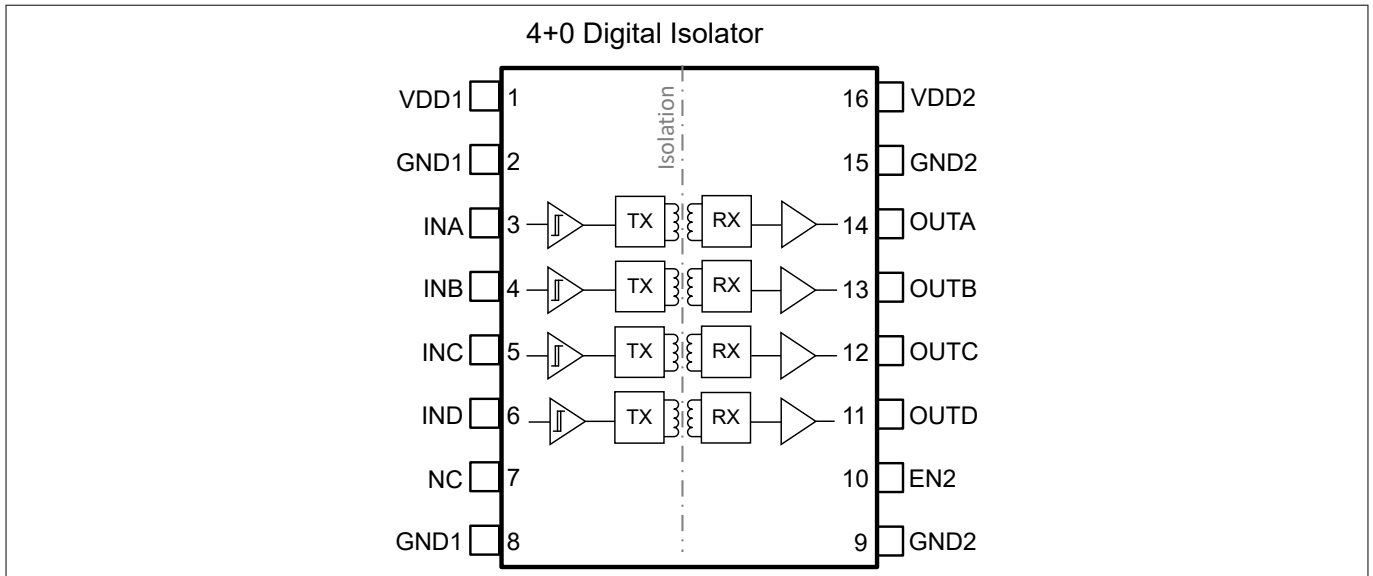 4+0 Digital Isolator
Isolation
VDD1 1 16 VDD2
GND1 2 15 GND2
INA 3 TX RX 14 OUTA
INB 4 TX RX 13 OUTB
INC 5 TX RX 12 OUTC
IND 6 TX RX 11 OUTD
NC 7 10 EN2
GND1 8 9 GND2